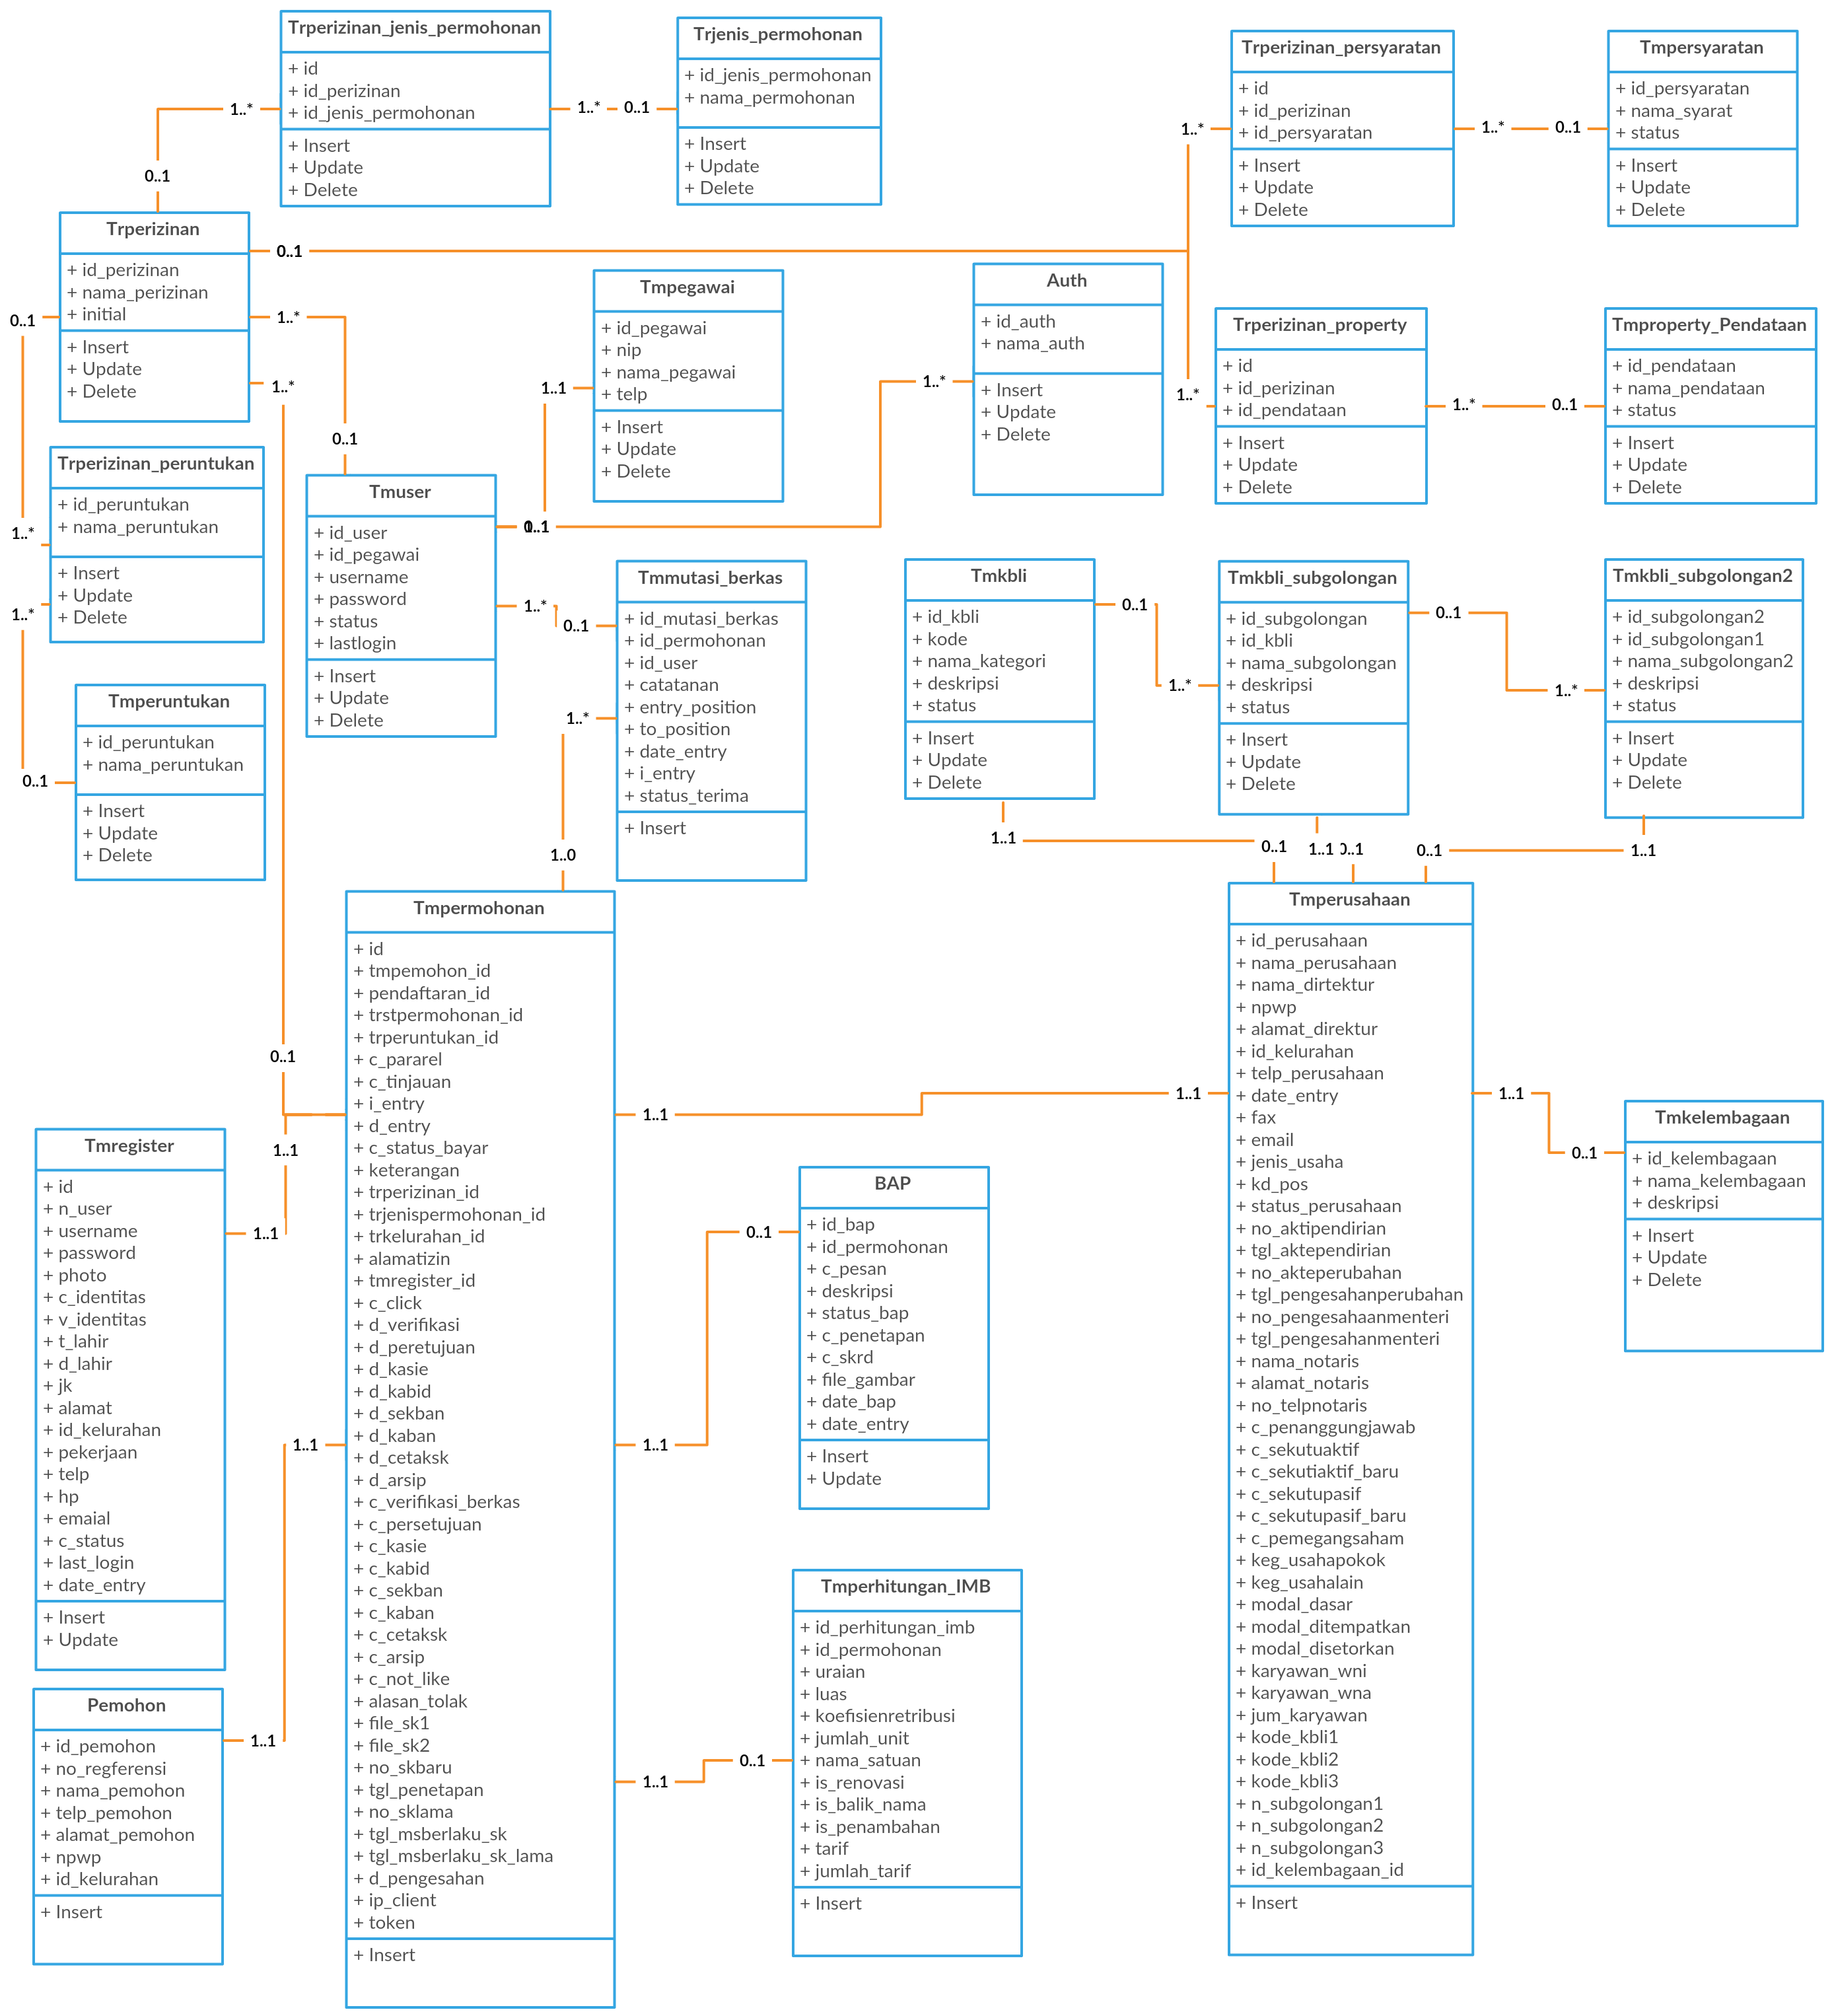 Trperizinan_jenis_permohonan
+ id
+ id_perizinan
+ id_jenis_permohonan
+ Insert
+ Update
+ Delete
Trjenis_permohonan
+ id_jenis_permohonan
+ nama_permohonan
+ Insert
+ Update
+ Delete
Trperizinan_persyaratan
+ id
+ id_perizinan
+ id_persyaratan
+ Insert
+ Update
+ Delete
Tmpersyaratan
+ id_persyaratan
+ nama_syarat
+ status
+ Insert
+ Update
+ Delete
1..*
1..*
0..1
1..*
1..*
0..1
0..1
Trperizinan
+ id_perizinan
+ nama_perizinan
+ initial
+ Insert
+ Update
+ Delete
0..1
0..1
1..*
1..*
Tmpegawai
+ id_pegawai
+ nip
+ nama_pegawai
+ telp
+ Insert
+ Update
+ Delete
Auth
+ id_auth
+ nama_auth
+ Insert
+ Update
+ Delete
Trperizinan_property
+ id
+ id_perizinan
+ id_pendataan
+ Insert
+ Update
+ Delete
Tmproperty_Pendataan
+ id_pendataan
+ nama_pendataan
+ status
+ Insert
+ Update
+ Delete
1..1
1..*
1..*
1..*
0..1
0..1
Trperizinan_peruntukan
+ id_peruntukan
+ nama_peruntukan
+ Insert
+ Update
+ Delete
1..*
1..*
Tmuser
+ id_user
+ id_pegawai
+ username
+ password
+ status
+ lastlogin
+ Insert
+ Update
+ Delete
0..1
1..*
0..1
Tmmutasi_berkas
+ id_mutasi_berkas
+ id_permohonan
+ id_user
+ catatanan
+ entry_position
+ to_position
+ date_entry
+ i_entry
+ status_terima
+ Insert
1..*
1..0
Tmkbli
+ id_kbli
+ kode
+ nama_kategori
+ deskripsi
+ status
+ Insert
+ Update
+ Delete
0..1
1..*
Tmkbli_subgolongan
+ id_subgolongan
+ id_kbli
+ nama_subgolongan
+ deskripsi
+ status
+ Insert
+ Update
+ Delete
0..1
1..*
Tmkbli_subgolongan2
+ id_subgolongan2
+ id_subgolongan1
+ nama_subgolongan2
+ deskripsi
+ status
+ Insert
+ Update
+ Delete
Tmperuntukan
+ id_peruntukan
+ nama_peruntukan
+ Insert
+ Update
+ Delete
0..1
1..1
0..1
1..1
0..1
0..1
1..1
Tmpermohonan
+ id
+ tmpemohon_id
+ pendaftaran_id
+ trstpermohonan_id
+ trperuntukan_id
+ c_pararel
+ c_tinjauan
+ i_entry
+ d_entry
+ c_status_bayar
+ keterangan
+ trperizinan_id
+ trjenispermohonan_id
+ trkelurahan_id
+ alamatizin
+ tmregister_id
+ c_click
+ d_verifikasi
+ d_peretujuan
+ d_kasie
+ d_kabid
+ d_sekban
+ d_kaban
+ d_cetaksk
+ d_arsip
+ c_verifikasi_berkas
+ c_persetujuan
+ c_kasie
+ c_kabid
+ c_sekban
+ c_kaban
+ c_cetaksk
+ c_arsip
+ c_not_like
+ alasan_tolak
+ file_sk1
+ file_sk2
+ no_skbaru
+ tgl_penetapan
+ no_sklama
+ tgl_msberlaku_sk
+ tgl_msberlaku_sk_lama
+ d_pengesahan
+ ip_client
+ token
+ Insert
0..1
1..1
1..1
1..1
1..1
Tmperusahaan
+ id_perusahaan
+ nama_perusahaan
+ nama_dirtektur
+ npwp
+ alamat_direktur
+ id_kelurahan
+ telp_perusahaan
+ date_entry
+ fax
+ email
+ jenis_usaha
+ kd_pos
+ status_perusahaan
+ no_aktipendirian
+ tgl_aktependirian
+ no_akteperubahan
+ tgl_pengesahanperubahan
+ no_pengesahaanmenteri
+ tgl_pengesahanmenteri
+ nama_notaris
+ alamat_notaris
+ no_telpnotaris
+ c_penanggungjawab
+ c_sekutuaktif
+ c_sekutiaktif_baru
+ c_sekutupasif
+ c_sekutupasif_baru
+ c_pemegangsaham
+ keg_usahapokok
+ keg_usahalain
+ modal_dasar
+ modal_ditempatkan
+ modal_disetorkan
+ karyawan_wni
+ karyawan_wna
+ jum_karyawan
+ kode_kbli1
+ kode_kbli2
+ kode_kbli3
+ n_subgolongan1
+ n_subgolongan2
+ n_subgolongan3
+ id_kelembagaan_id
+ Insert
1..1
0..1
Tmkelembagaan
+ id_kelembagaan
+ nama_kelembagaan
+ deskripsi
+ Insert
+ Update
+ Delete
Tmregister
+ id
+ n_user
+ username
+ password
+ photo
+ c_identitas
+ v_identitas
+ t_lahir
+ d_lahir
+ jk
+ alamat
+ id_kelurahan
+ pekerjaan
+ telp
+ hp
+ emaial
+ c_status
+ last_login
+ date_entry
+ Insert
+ Update
BAP
+ id_bap
+ id_permohonan
+ c_pesan
+ deskripsi
+ status_bap
+ c_penetapan
+ c_skrd
+ file_gambar
+ date_bap
+ date_entry
+ Insert
+ Update
0..1
1..1
1..1
Tmperhitungan_IMB
+ id_perhitungan_imb
+ id_permohonan
+ uraian
+ luas
+ koefisienretribusi
+ jumlah_unit
+ nama_satuan
+ is_renovasi
+ is_balik_nama
+ is_penambahan
+ tarif
+ jumlah_tarif
+ Insert
0..1
1..1
Pemohon
+ id_pemohon
+ no_regferensi
+ nama_pemohon
+ telp_pemohon
+ alamat_pemohon
+ npwp
+ id_kelurahan
+ Insert
1..1